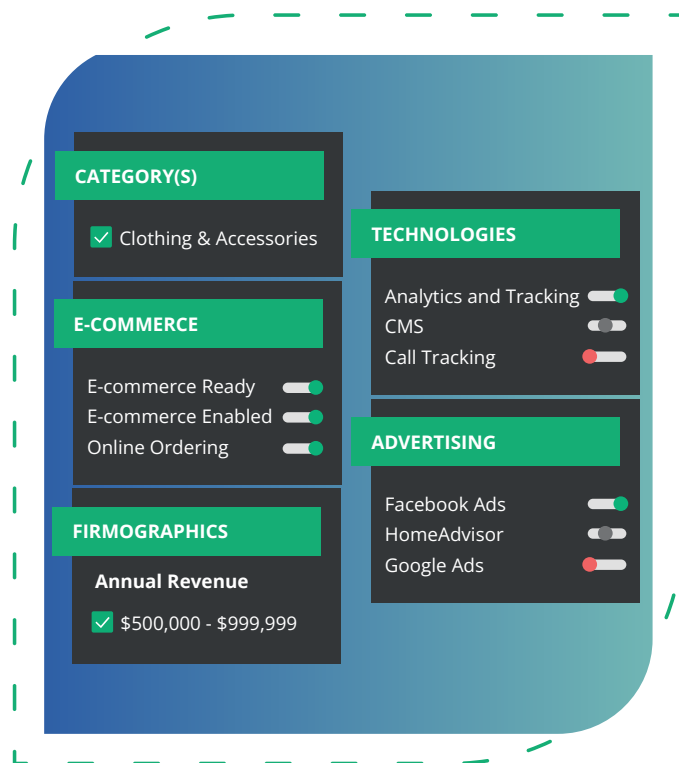 CATEGORY(S)
Clothing & Accessories
E-COMMERCE
E-commerce Ready
E-commerce Enabled
Online Ordering
FIRMOGRAPHICS
Annual Revenue
$500,000 - $999,999
TECHNOLOGIES
Analytics and Tracking
CMS
Call Tracking
ADVERTISING
Facebook Ads
HomeAdvisor
Google Ads